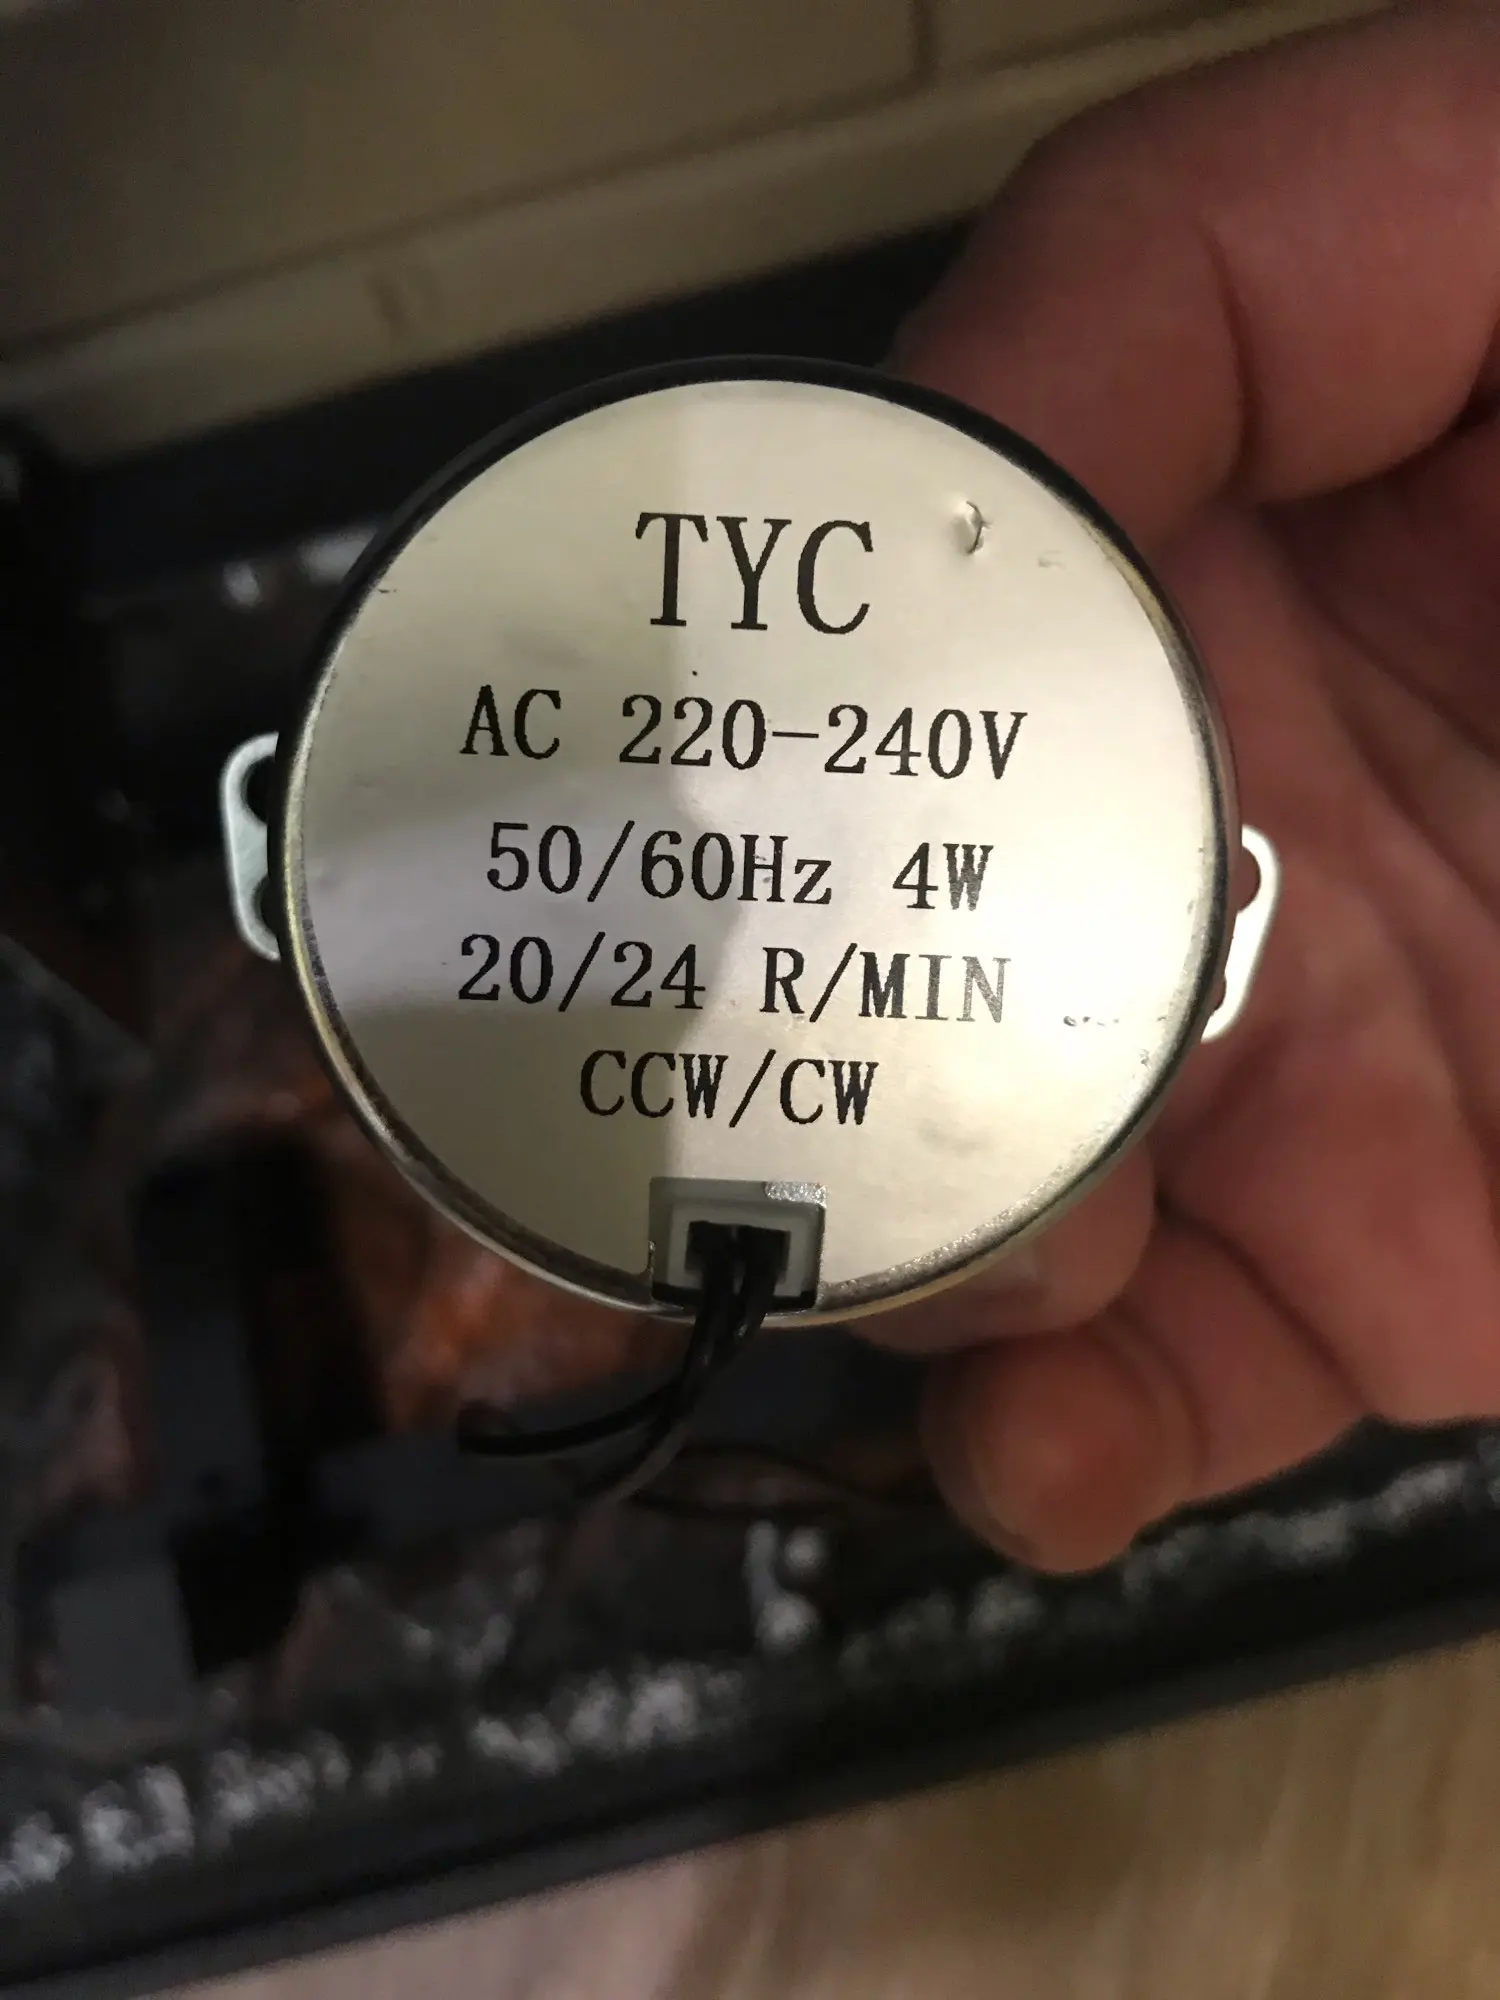 TYC
AC 220-240V
50/60Hz 4W
20/24 R/MIN
CCW/CW